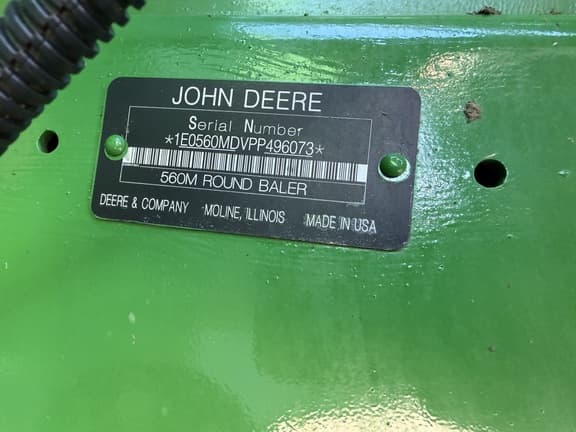 JOHN DEERE
Serial Number
*1E0560MDVPP496073*
560M ROUND BALER
DEERE & COMPANY MOLINE, ILLINOIS MADE IN USA